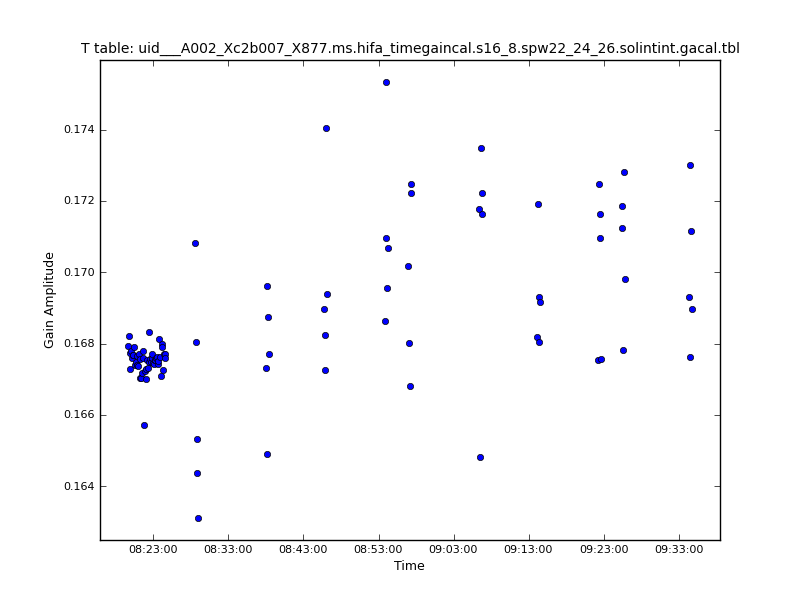 T table: uid___A002_Xc2b007_X877.ms.hifa_timegaincal.s16_8.spw22_24_26.solintint.gacal.tbl
Gain Amplitude
0.174
0.172
0.170
0.168
0.166
0.164
08:23:00 08:33:00 08:43:00 08:53:00 09:03:00 09:13:00 09:23:00 09:33:00
Time